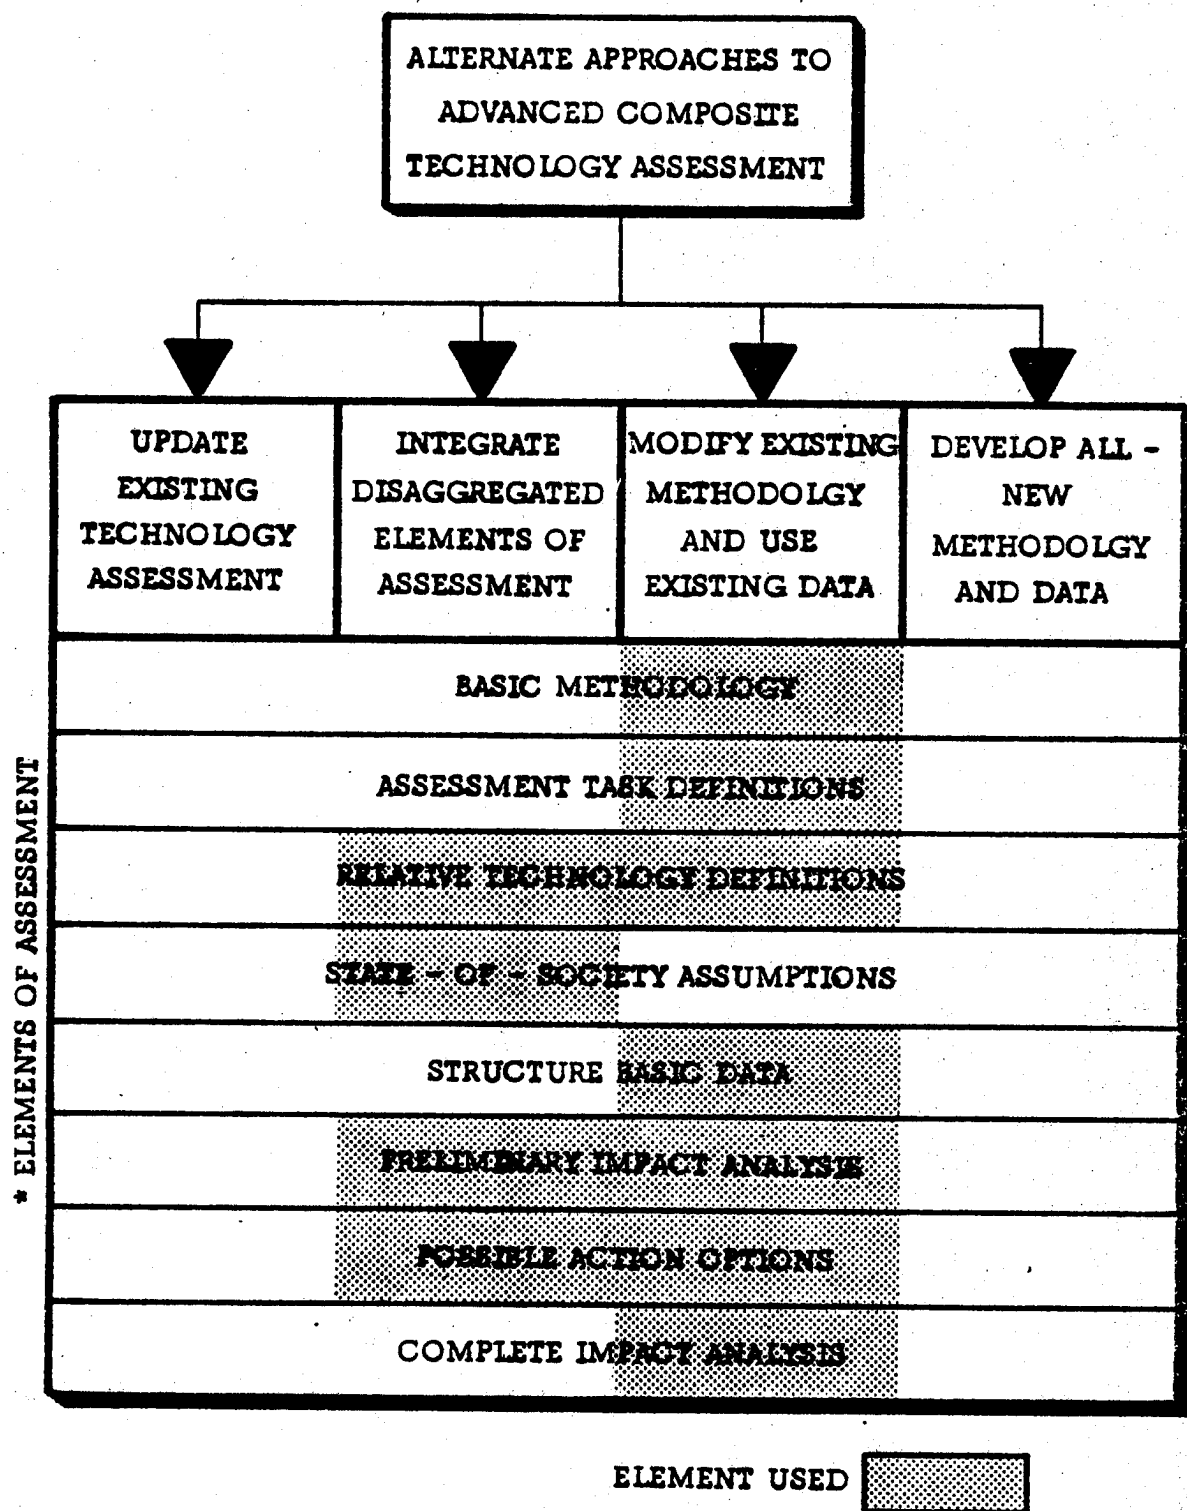 ALTERNATE APPROACHES TO
ADVANCED COMPOSITE
TECHNOLOGY ASSESSMENT
UPDATE
EXISTING
TECHNOLOGY
ASSESSMENT
INTEGRATE
DISAGGREGATED
ELEMENTS OF
ASSESSMENT
MODIFY EXISTING
METHODOLGY
AND USE
EXISTING DATA
DEVELOP ALL -
NEW
METHODOLGY
AND DATA
* ELEMENTS OF ASSESSMENT
BASIC METHODOLOGY
ASSESSMENT TASK DEFINITIONS
RELATIVE TECHNOLOGY DEFINITIONS
STATE - OF - SOCIETY ASSUMPTIONS
STRUCTURE BASIC DATA
PRELIMINARY IMPACT ANALYSIS
POSSIBLE ACTION OPTIONS
COMPLETE IMPACT ANALYSIS
ELEMENT USED